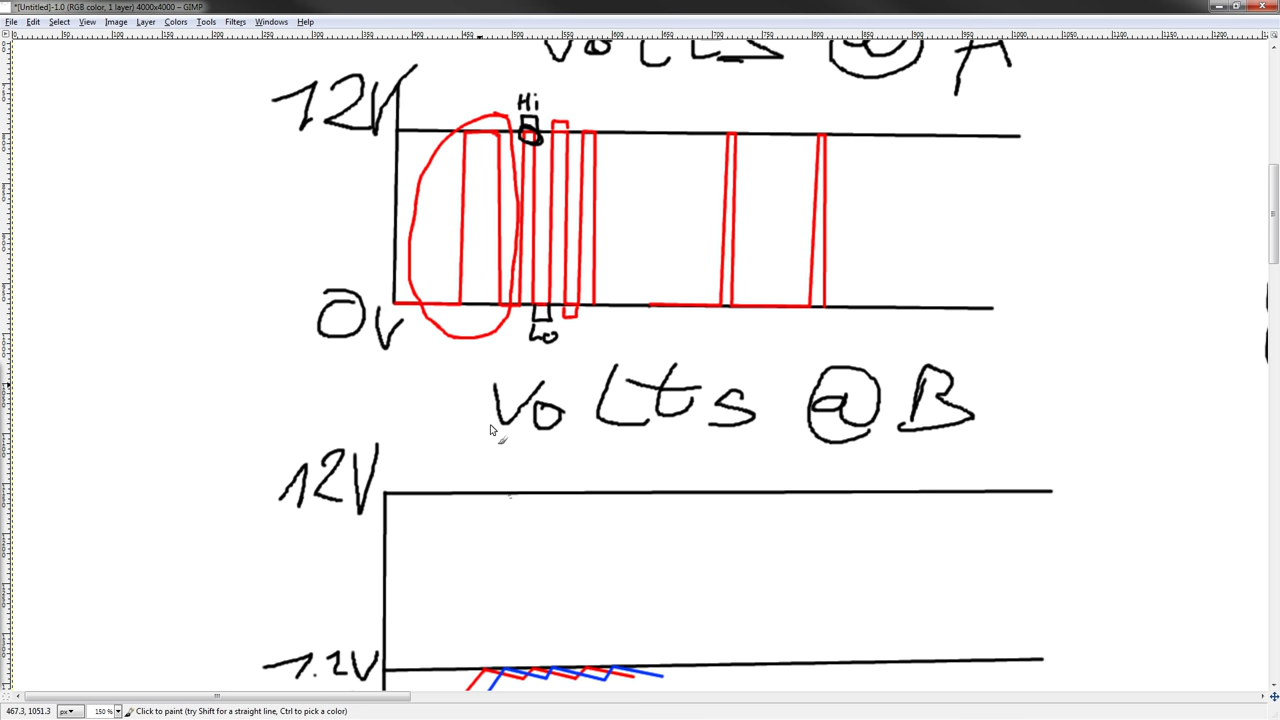 *[Untitled]-1.0 (RGB color, 1 layer) 4000x4000 – GIMP
File Edit Select View Image Layer Colors Tools Filters Windows Help
Volts @ A
12V
Hi
0v
Lo
Volts @ B
12V
1.2V
467.3, 1051.3 px 150 % Click to paint (try Shift for a straight line, Ctrl to pick a color)